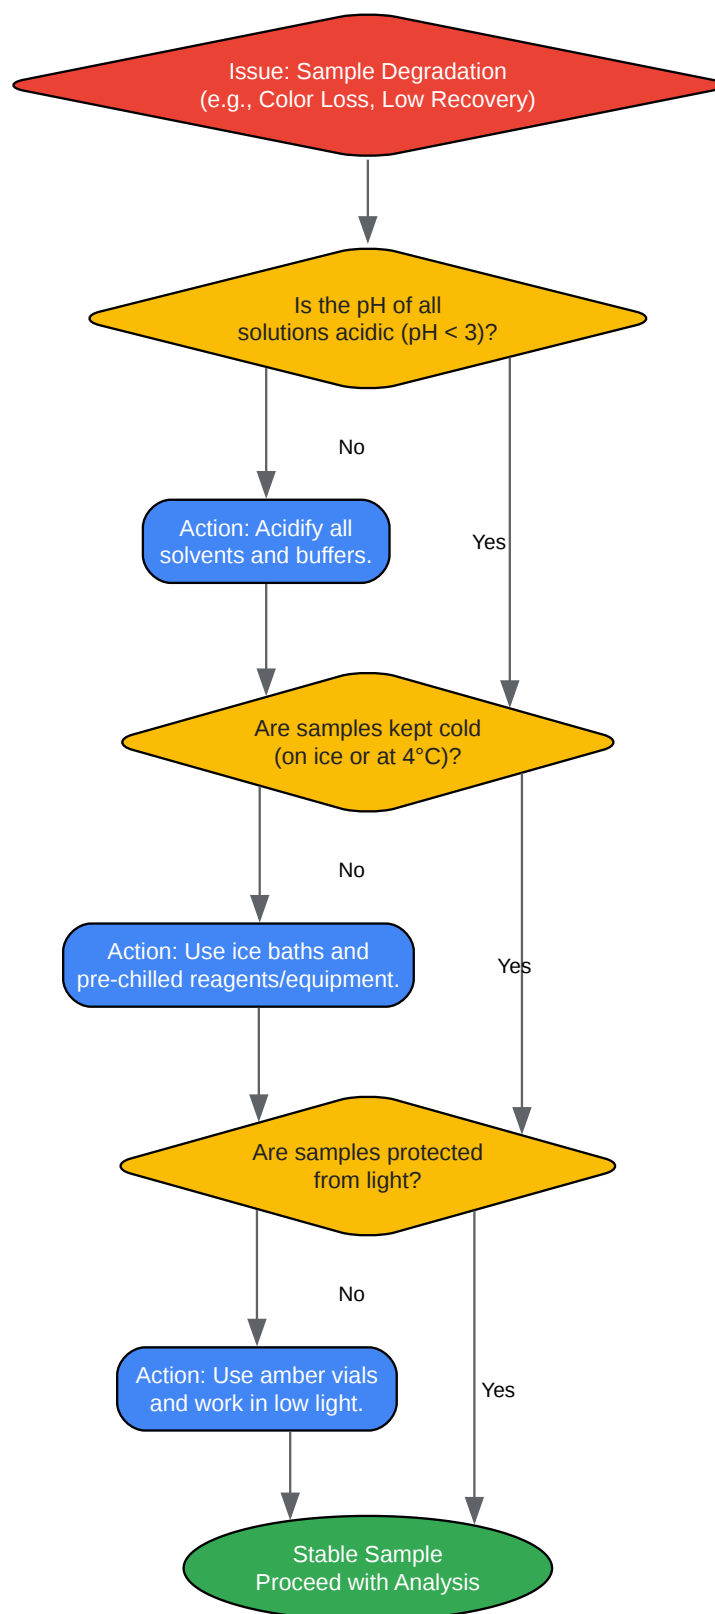 Issue: Sample Degradation
(e.g., Color Loss, Low Recovery)
Is the pH of all
solutions acidic (pH < 3)?
No
Action: Acidify all
solvents and buffers.
Yes
Are samples kept cold
(on ice or at 4°C)?
No
Action: Use ice baths and
pre-chilled reagents/equipment.
Yes
Are samples protected
from light?
No
Action: Use amber vials
and work in low light.
Yes
Stable Sample
Proceed with Analysis